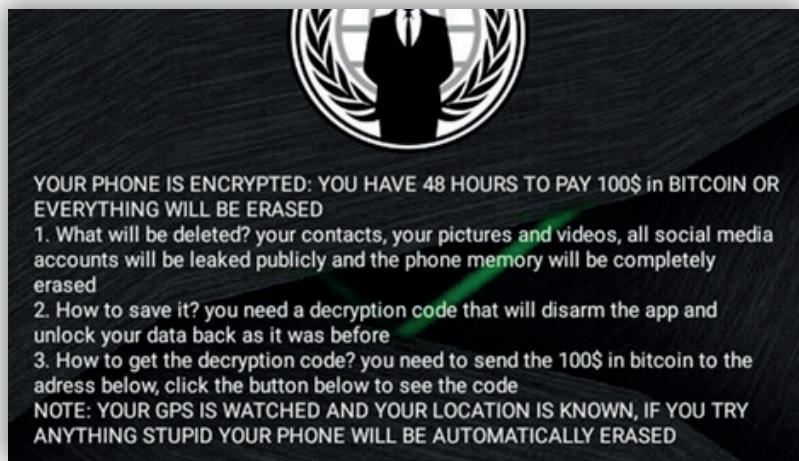 YOUR PHONE IS ENCRYPTED: YOU HAVE 48 HOURS TO PAY 100$ in BITCOIN OR
EVERYTHING WILL BE ERASED
1. What will be deleted? your contacts, your pictures and videos, all social media
accounts will be leaked publicly and the phone memory will be completely
erased
2. How to save it? you need a decryption code that will disarm the app and
unlock your data back as it was before
3. How to get the decryption code? you need to send the 100$ in bitcoin to the
adress below, click the button below to see the code
NOTE: YOUR GPS IS WATCHED AND YOUR LOCATION IS KNOWN, IF YOU TRY
ANYTHING STUPID YOUR PHONE WILL BE AUTOMATICALLY ERASED